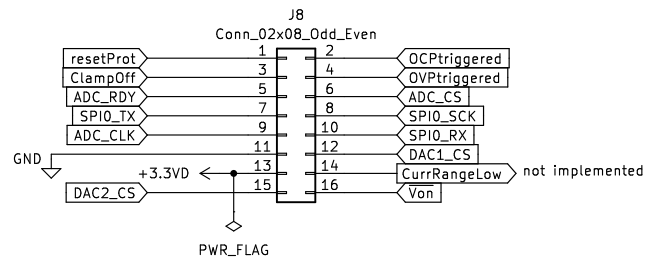 J8
Conn_02x08_Odd_Even
resetProt 1 2 OCPtriggered
ClampOff 3 4 OVPtriggered
ADC_RDY 5 6 ADC_CS
SPI0_TX 7 8 SPI0_SCK
ADC_CLK 9 10 SPI0_RX
GND 11 12 DAC1_CS
+3.3VD 13 14 CurrRangeLow not implemented
DAC2_CS 15 16 Von
PWR_FLAG